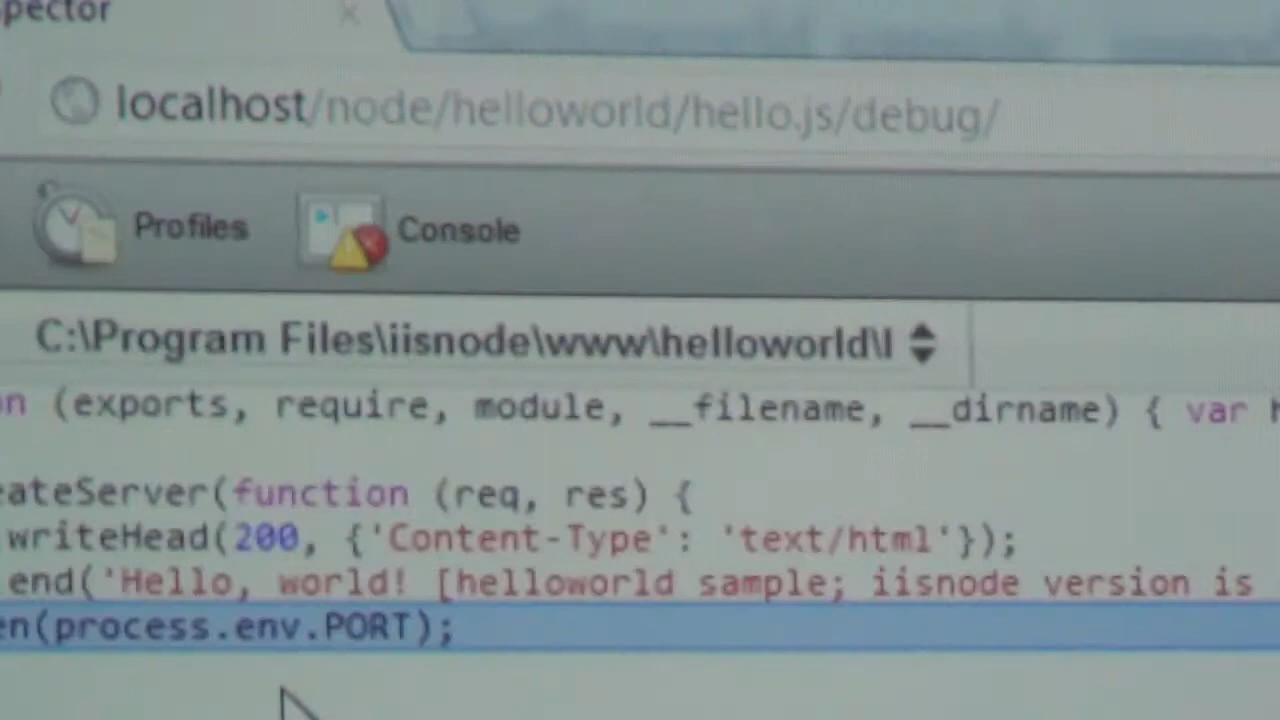 pector
localhost/node/helloworld/hello.js/debug/
Profiles Console
C:\Program Files\iisnode\www\helloworld\
on (exports, require, module, __filename, __dirname) { var h
eateServer(function (req, res) {
writeHead(200, {'Content-Type': 'text/html'});
end('Hello, world! [helloworld sample; iisnode version is
en(process.env.PORT);